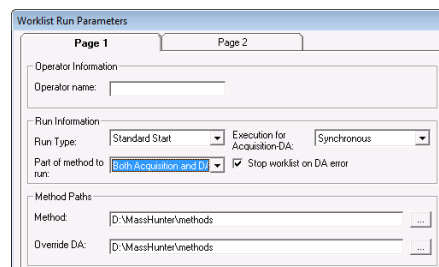 Worklist Run Parameters
Page 1
Page 2
Operator Information
Operator name:
Run Information
Run Type:
Standard Start
Execution for
Acquisition-DA:
Synchronous
Part of method to
run:
Both Acquisition and DA
Stop worklist on DA error
Method Paths
Method:
D:\MassHunter\methods
...
Override DA:
D:\MassHunter\methods
...